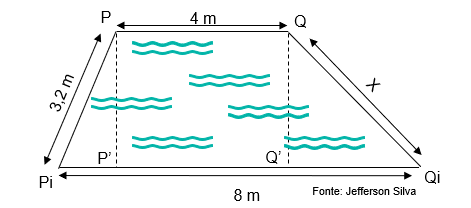 P 4 m Q
3,2 m
X
P’ Q’
Pi Qi
8 m
Fonte: Jefferson Silva